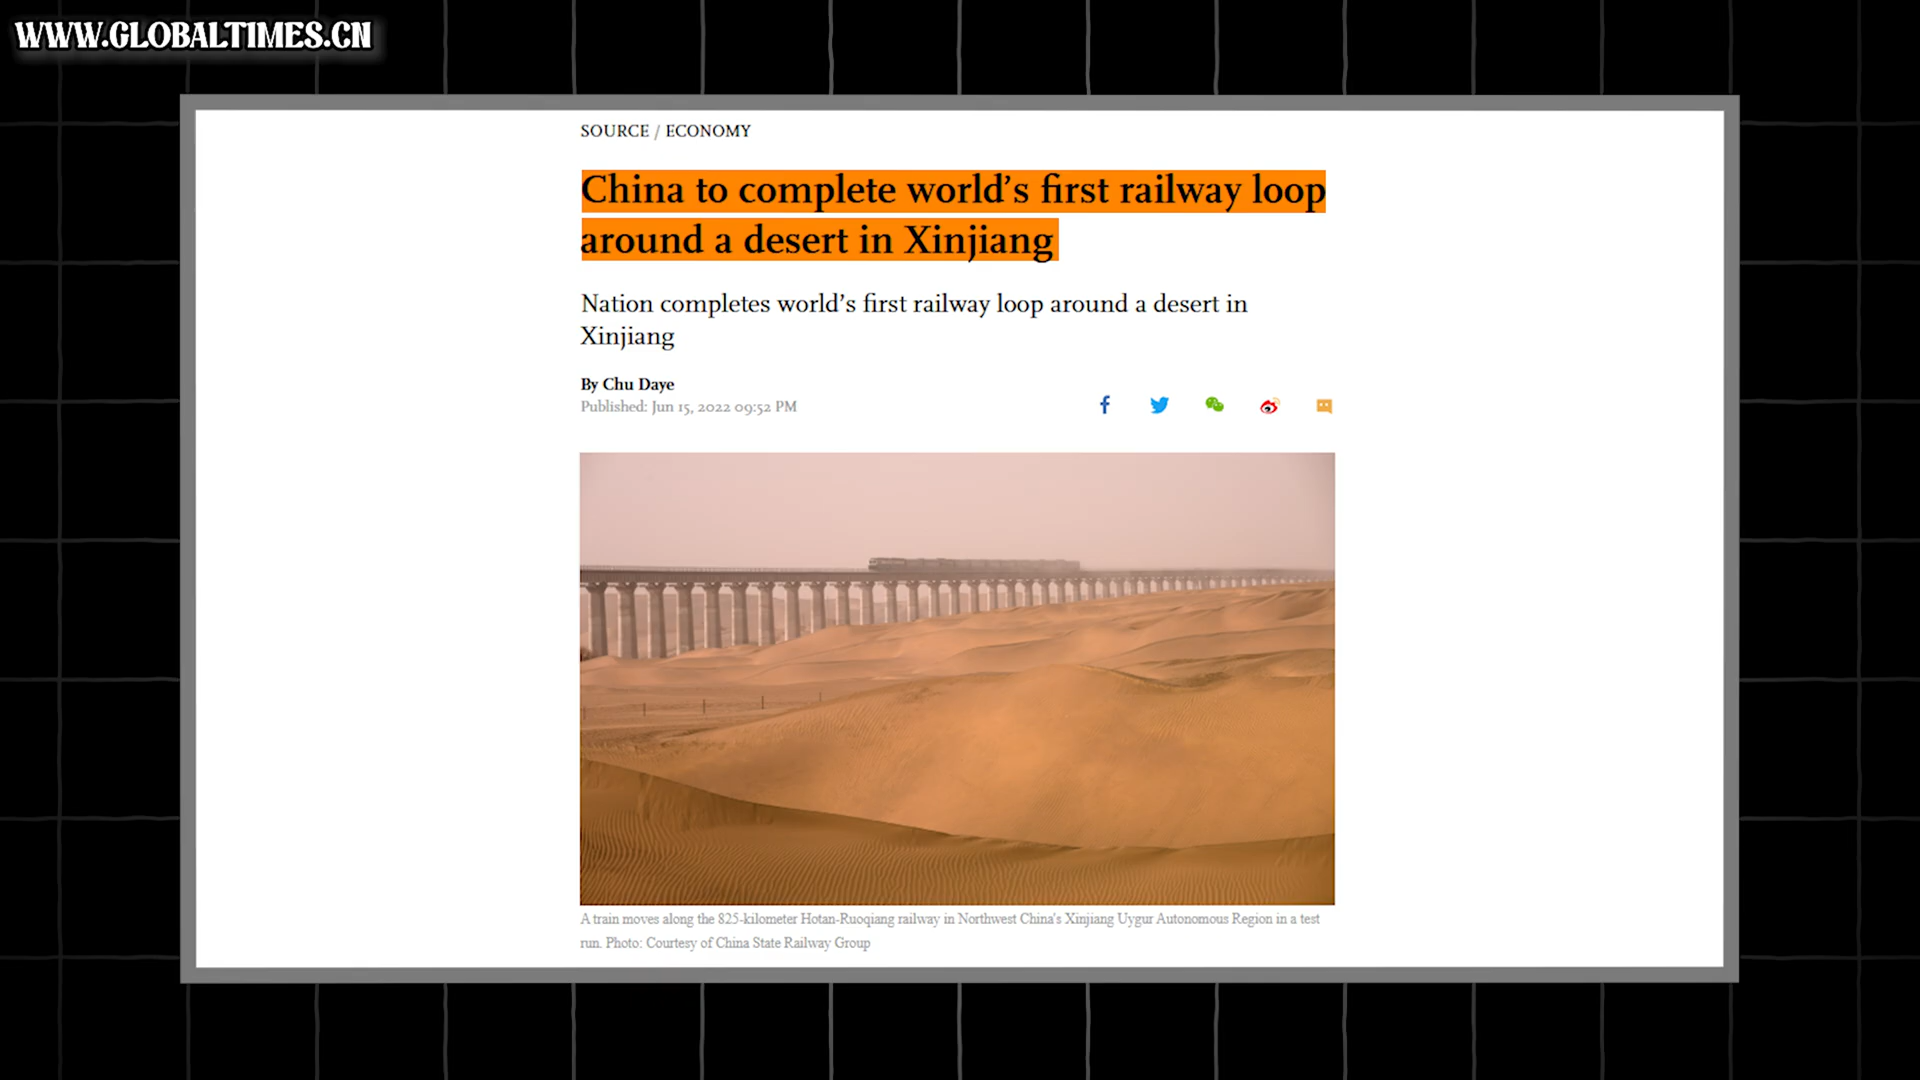 WWW.GLOBALTIMES.CN
SOURCE / ECONOMY
China to complete world’s first railway loop
around a desert in Xinjiang
Nation completes world’s first railway loop around a desert in
Xinjiang
By Chu Daye
Published: Jun 15, 2022 09:52 PM
A train moves along the 825-kilometer Hotan-Ruoqiang railway in Northwest China's Xinjiang Uygur Autonomous Region in a test
run. Photo: Courtesy of China State Railway Group